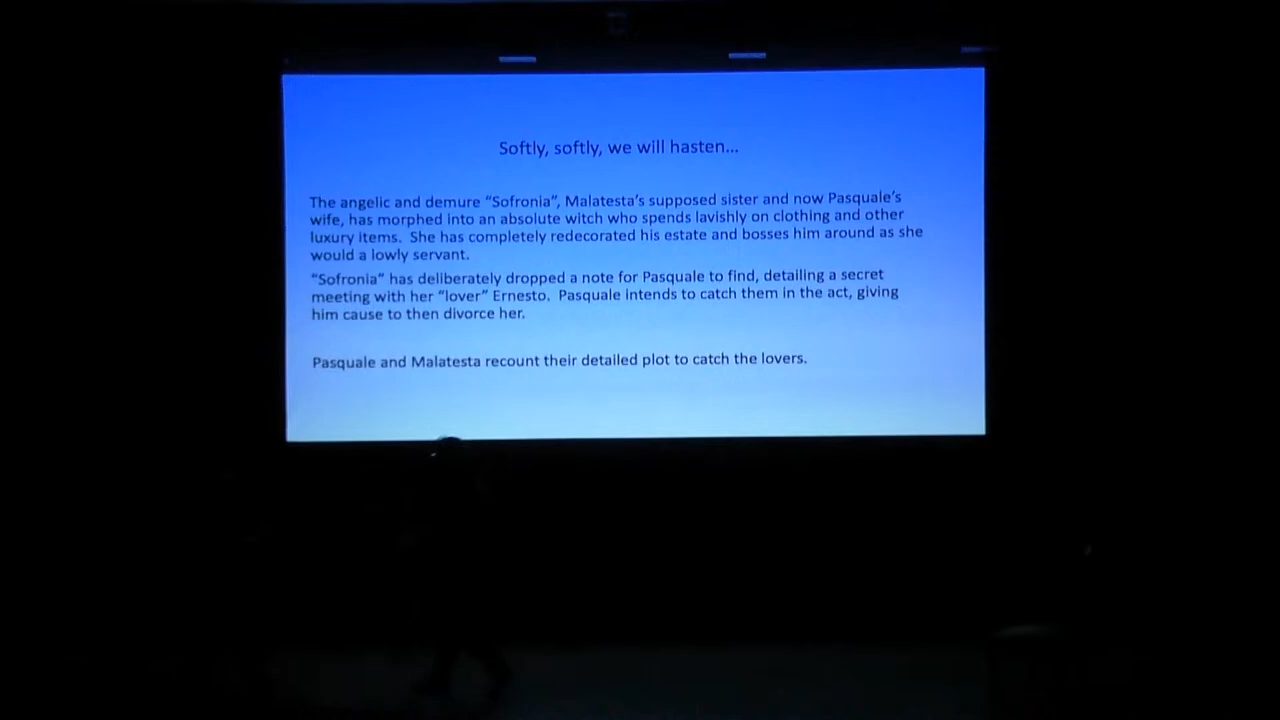 Softly, softly, we will hasten...
The angelic and demure “Sofronia”, Malatesta’s supposed sister and now Pasquale’s
wife, has morphed into an absolute witch who spends lavishly on clothing and other
luxury items.  She has completely redecorated his estate and bosses him around as she
would a lowly servant.
“Sofronia” has deliberately dropped a note for Pasquale to find, detailing a secret
meeting with her “lover” Ernesto.  Pasquale intends to catch them in the act, giving
him cause to then divorce her.
Pasquale and Malatesta recount their detailed plot to catch the lovers.